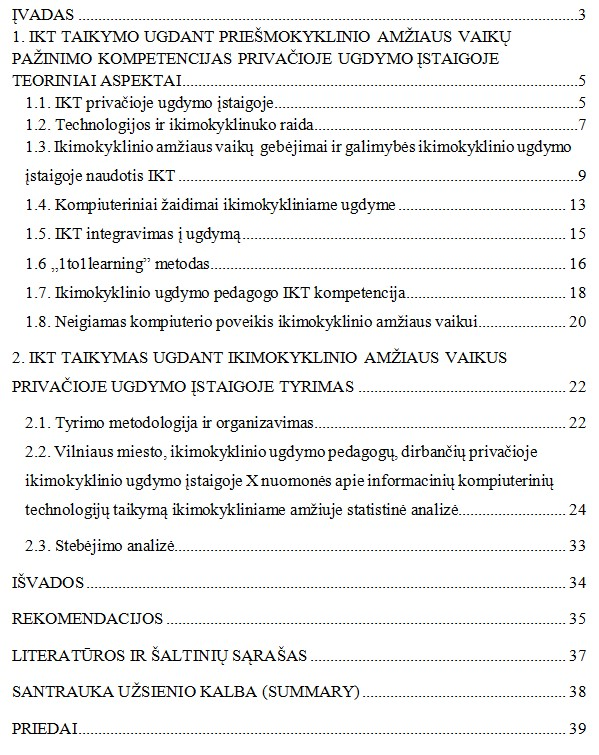 ĮVADAS 3
1. IKT TAIKYMO UGDANT PRIEŠMOKYKLINIO AMŽIAUS VAIKŲ
PAŽINIMO KOMPETENCIJAS PRIVAČIOJE UGDYMO ĮSTAIGOJE
TEORINIAI ASPEKTAI 5
1.1. IKT privačioje ugdymo įstaigoje 5
1.2. Technologijos ir ikimokyklinuko raida 7
1.3. Ikimokyklinio amžiaus vaikų gebėjimai ir galimybės ikimokyklinio ugdymo
įstaigoje naudotis IKT 9
1.4. Kompiuteriniai žaidimai ikimokykliniame ugdyme 13
1.5. IKT integravimas į ugdymą 15
1.6 „1to1learning” metodas 16
1.7. Ikimokyklinio ugdymo pedagogo IKT kompetencija 18
1.8. Neigiamas kompiuterio poveikis ikimokyklinio amžiaus vaikui 20
2. IKT TAIKYMAS UGDANT IKIMOKYKLINIO AMŽIAUS VAIKUS
PRIVAČIOJE UGDYMO ĮSTAIGOJE TYRIMAS 22
2.1. Tyrimo metodologija ir organizavimas 22
2.2. Vilniaus miesto, ikimokyklinio ugdymo pedagogų, dirbančių privačioje
ikimokyklinio ugdymo įstaigoje X nuomonės apie informacinių kompiuterinių
technologijų taikymą ikimokykliniame amžiuje statistinė analizė 24
2.3. Stebėjimo analizė 33
IŠVADOS 34
REKOMENDACIJOS 35
LITERATŪROS IR ŠALTINIŲ SĄRAŠAS 37
SANTRAUKA UŽSIENIO KALBA (SUMMARY) 38
PRIEDAI 39